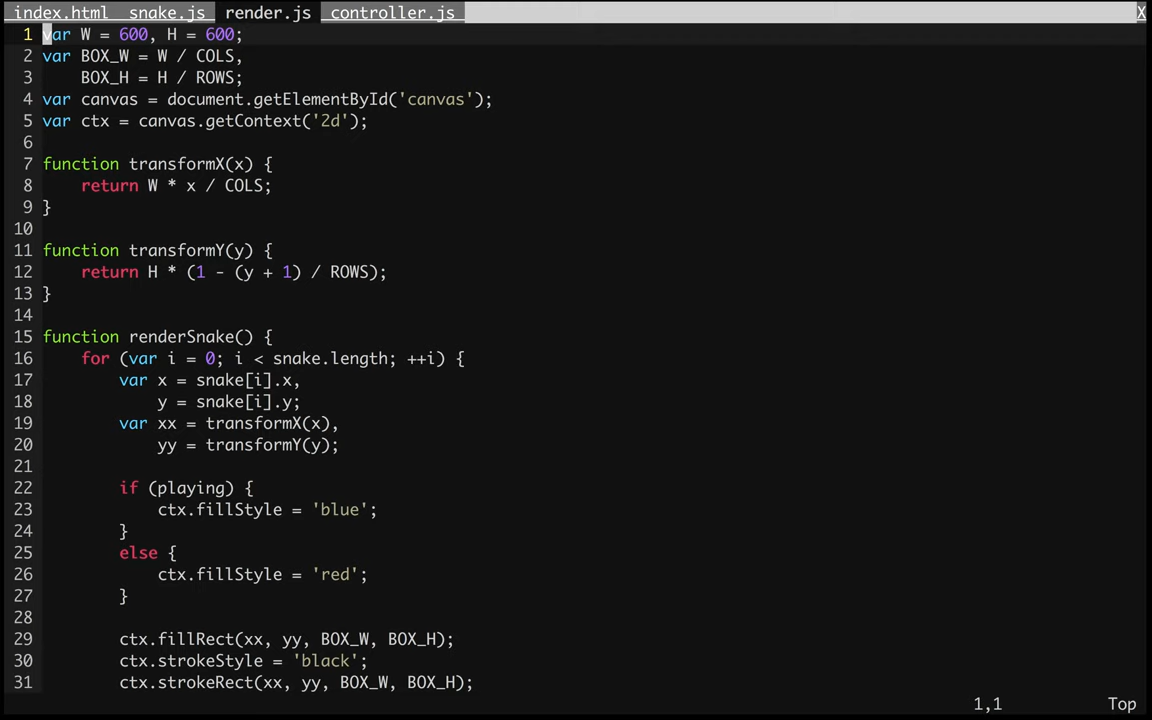 index.html snake.js render.js controller.js X
1 var W = 600, H = 600;
2 var BOX_W = W / COLS,
3     BOX_H = H / ROWS;
4 var canvas = document.getElementById('canvas');
5 var ctx = canvas.getContext('2d');
6
7 function transformX(x) {
8     return W * x / COLS;
9 }
10
11 function transformY(y) {
12     return H * (1 - (y + 1) / ROWS);
13 }
14
15 function renderSnake() {
16     for (var i = 0; i < snake.length; ++i) {
17         var x = snake[i].x,
18             y = snake[i].y;
19         var xx = transformX(x),
20             yy = transformY(y);
21
22         if (playing) {
23             ctx.fillStyle = 'blue';
24         }
25         else {
26             ctx.fillStyle = 'red';
27         }
28
29         ctx.fillRect(xx, yy, BOX_W, BOX_H);
30         ctx.strokeStyle = 'black';
31         ctx.strokeRect(xx, yy, BOX_W, BOX_H);
1,1 Top